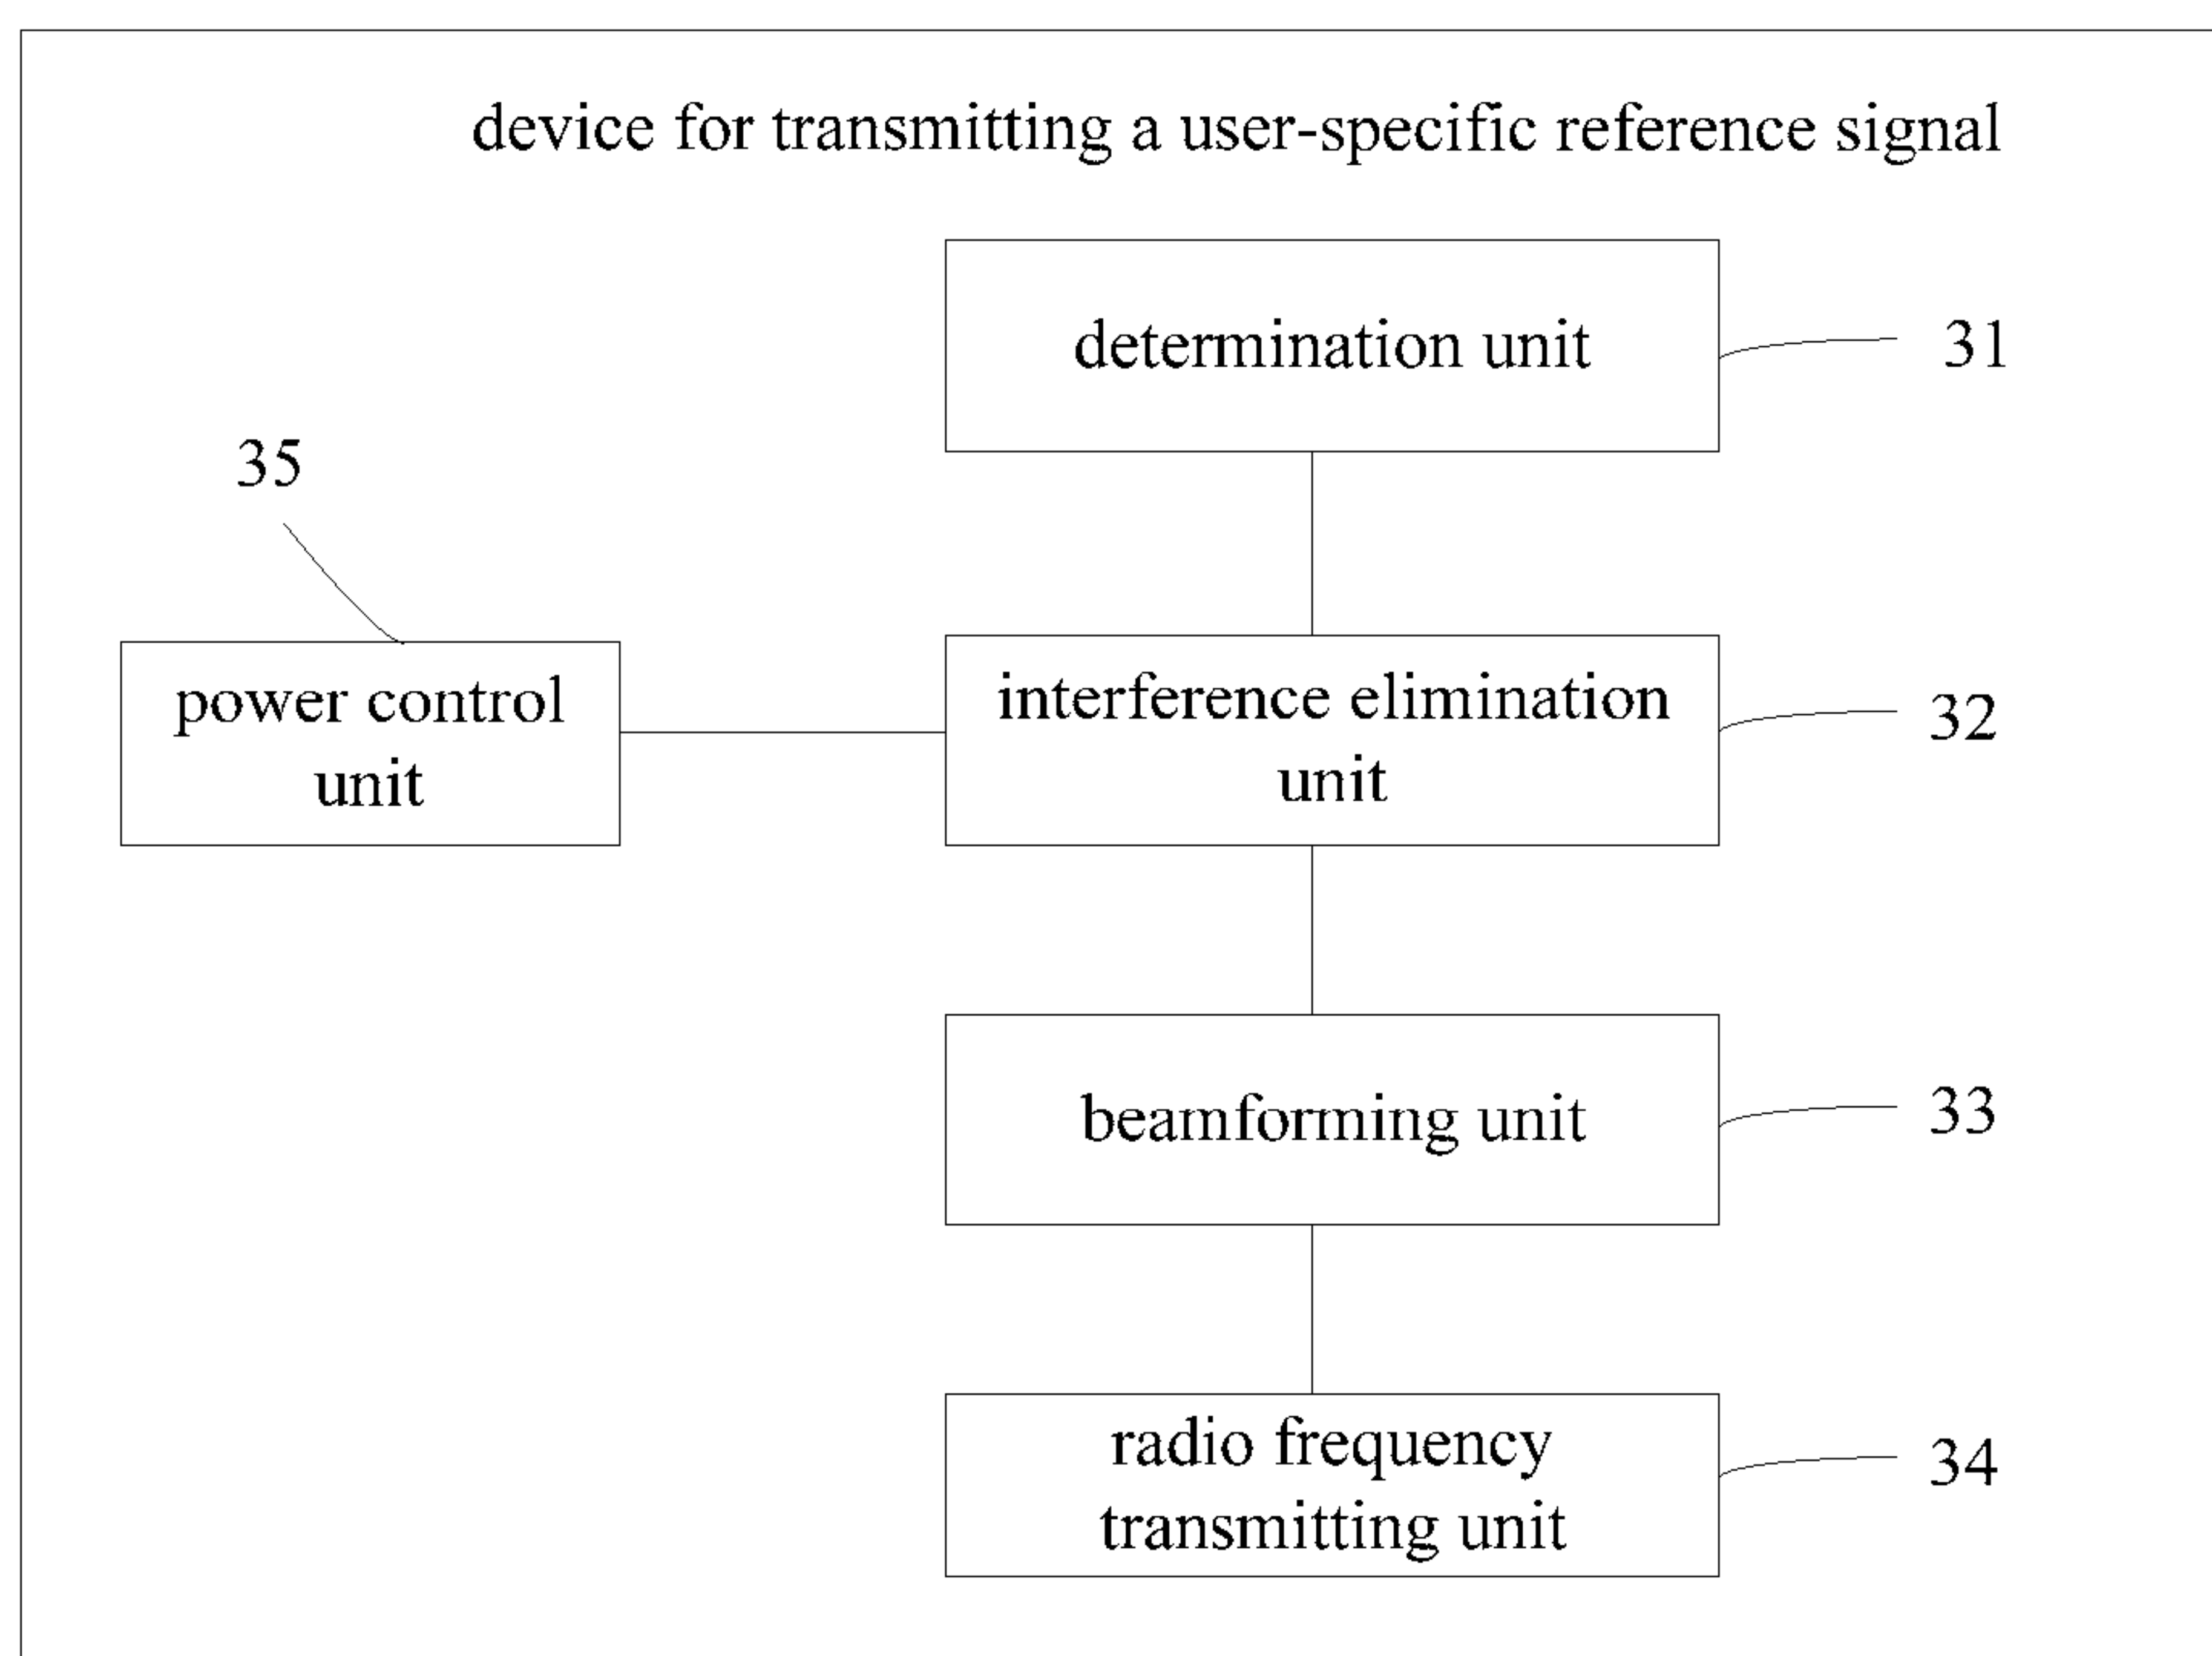 device for transmitting a user-specific reference signal
determination unit
31
35
power control
unit
interference elimination
unit
32
beamforming unit
33
radio frequency
transmitting unit
34